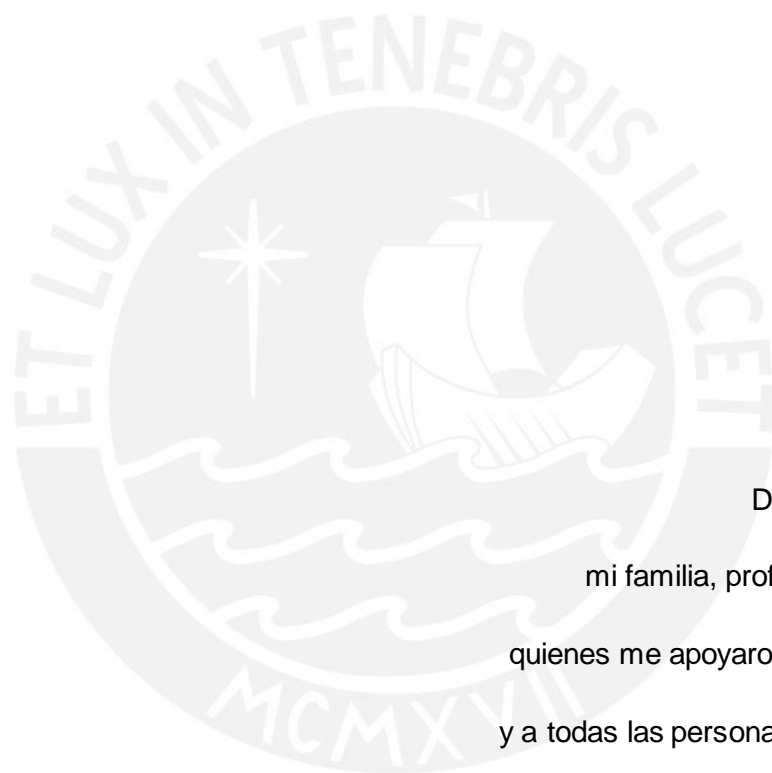 ET LUX IN TENEBRIS LUCET
D
mi familia, prof
quienes me apoyaro
y a todas las persona
MCMXVII